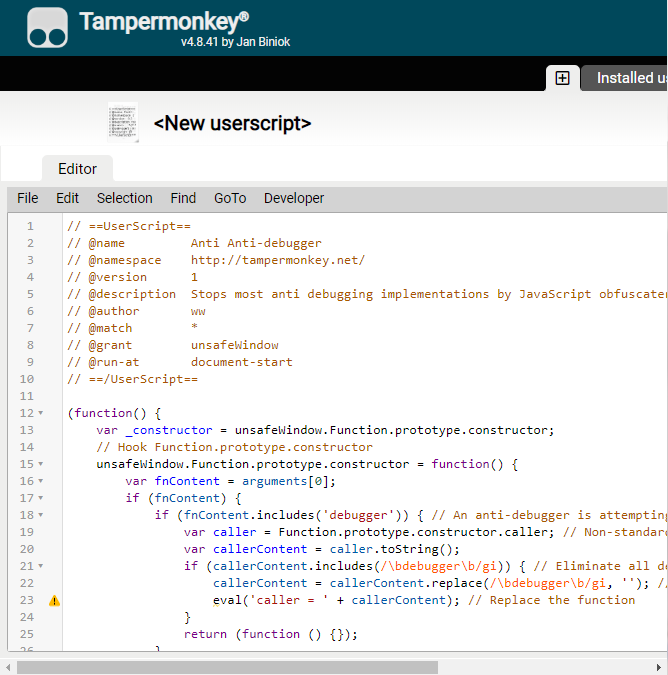 Tampermonkey®
v4.8.41 by Jan Biniok
Installed u
<New userscript>
Editor
File Edit Selection Find GoTo Developer
1 // ==UserScript==
2 // @name Anti Anti-debugger
3 // @namespace http://tampermonkey.net/
4 // @version 1
5 // @description Stops most anti debugging implementations by JavaScript obfuscater
6 // @author ww
7 // @match *
8 // @grant unsafeWindow
9 // @run-at document-start
10 // ==/UserScript==
11
12 (function() {
13 var _constructor = unsafeWindow.Function.prototype.constructor;
14 // Hook Function.prototype.constructor
15 unsafeWindow.Function.prototype.constructor = function() {
16 var fnContent = arguments[0];
17 if (fnContent) {
18 if (fnContent.includes('debugger')) { // An anti-debugger is attempting
19 var caller = Function.prototype.constructor.caller; // Non-standard
20 var callerContent = caller.toString();
21 if (callerContent.includes(/\bdebugger\b/gi)) { // Eliminate all de
22 callerContent = callerContent.replace(/\bdebugger\b/gi, ''); //
23 eval('caller = ' + callerContent); // Replace the function
24 }
25 return (function () {});
26 }